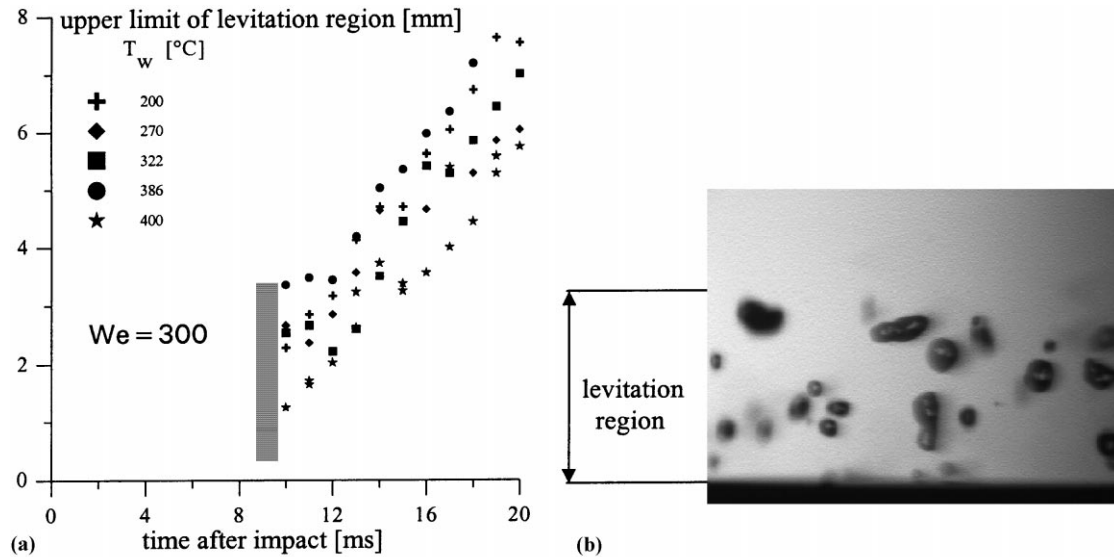 upper limit of levitation region [mm]
T_W [°C]
200
270
322
386
400
We = 300
8
6
4
2
0
0 4 8 12 16 20
time after impact [ms]
(a)
levitation
region
(b)